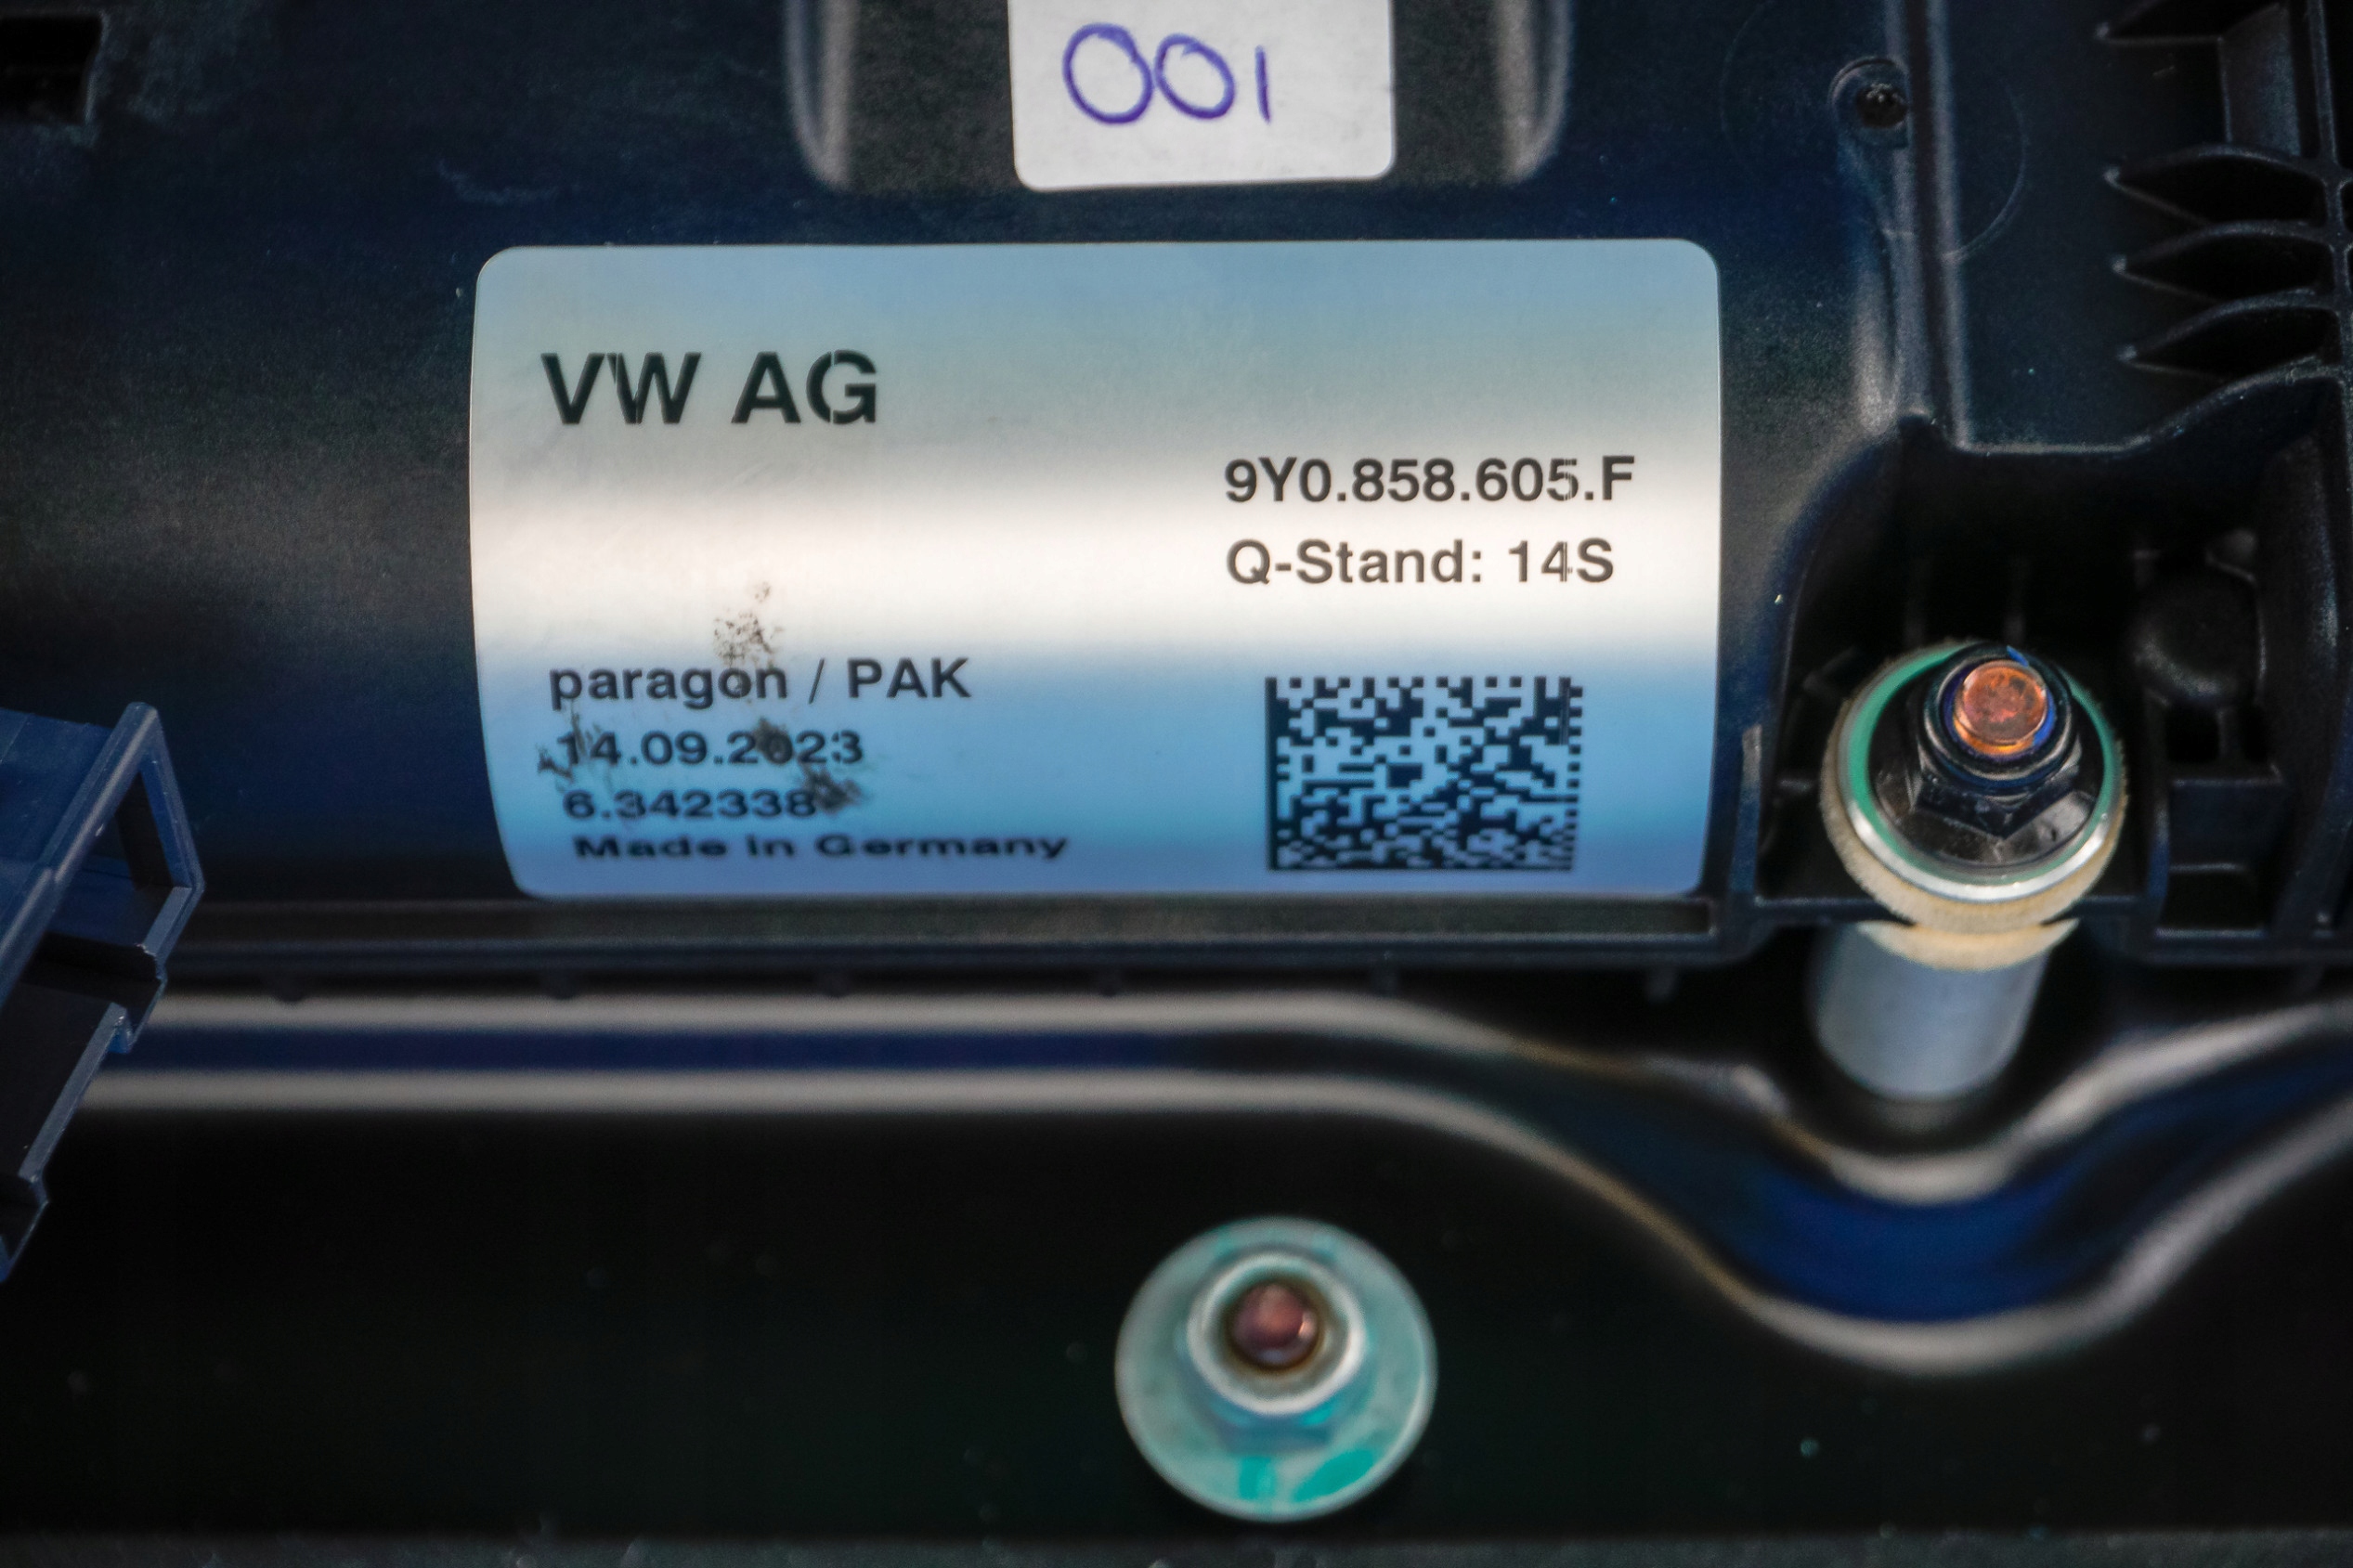 001
VW AG
9Y0.858.605.F
Q-Stand: 14S
paragon / PAK
14.09.2023
6.342338
Made in Germany